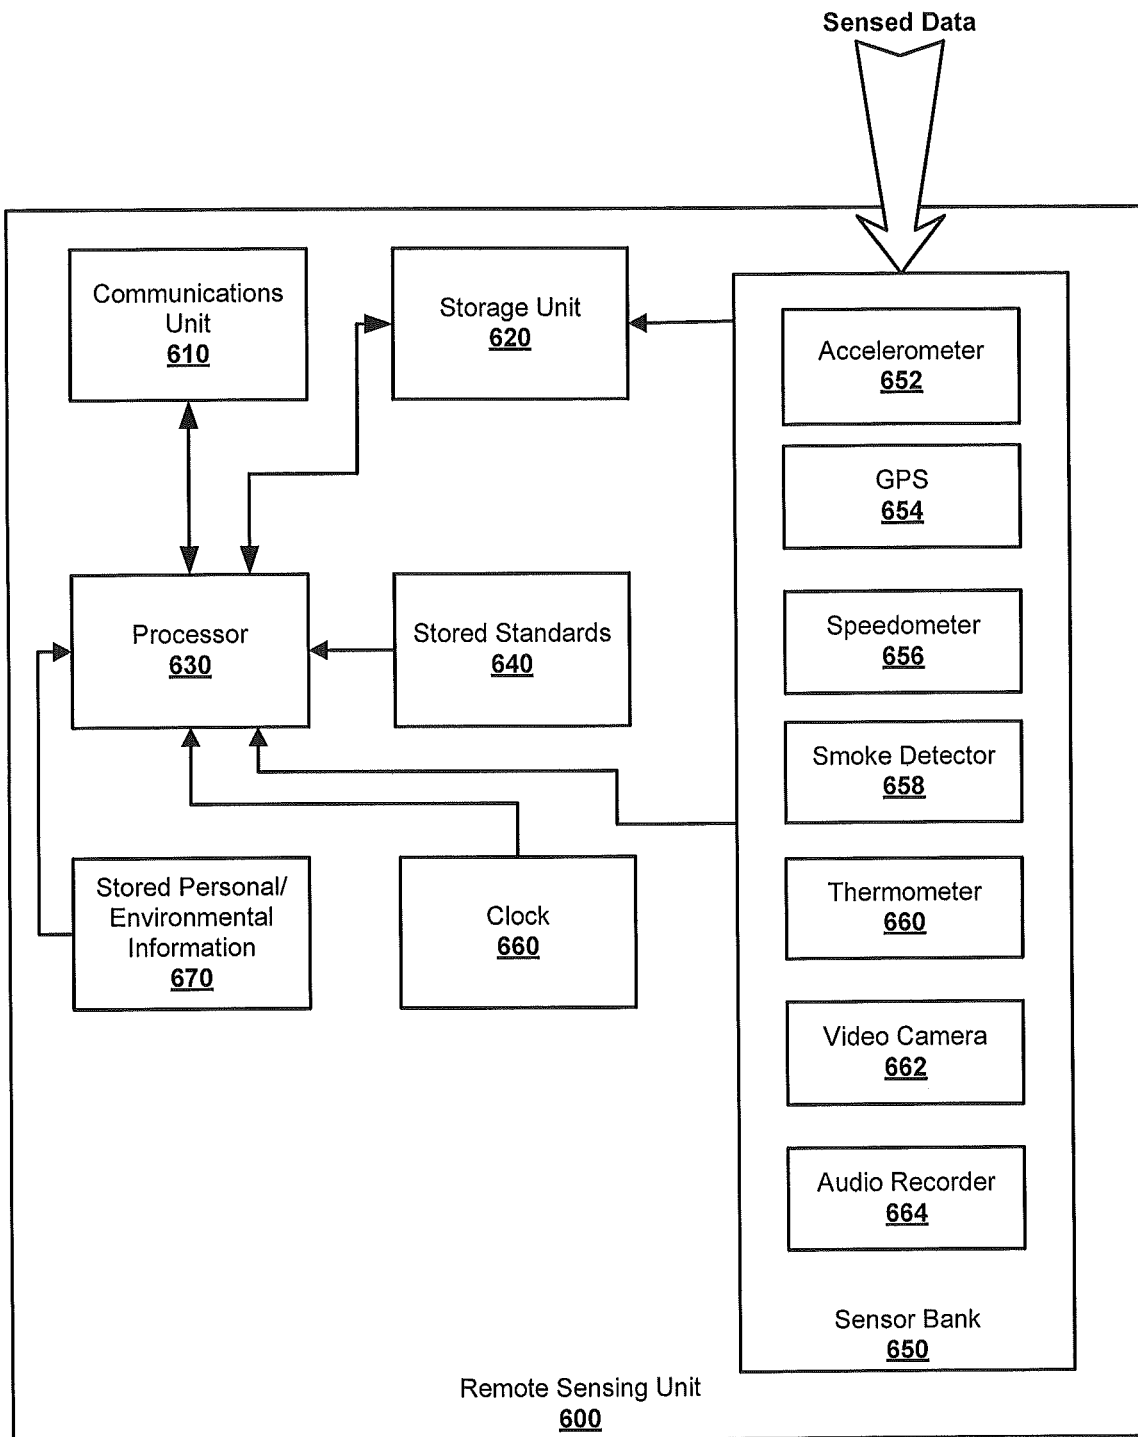 Sensed Data
Communications
Unit
610
Storage Unit
620
Accelerometer
652
GPS
654
Processor
630
Stored Standards
640
Speedometer
656
Smoke Detector
658
Stored Personal/
Environmental
Information
670
Clock
660
Thermometer
660
Video Camera
662
Audio Recorder
664
Sensor Bank
650
Remote Sensing Unit
600